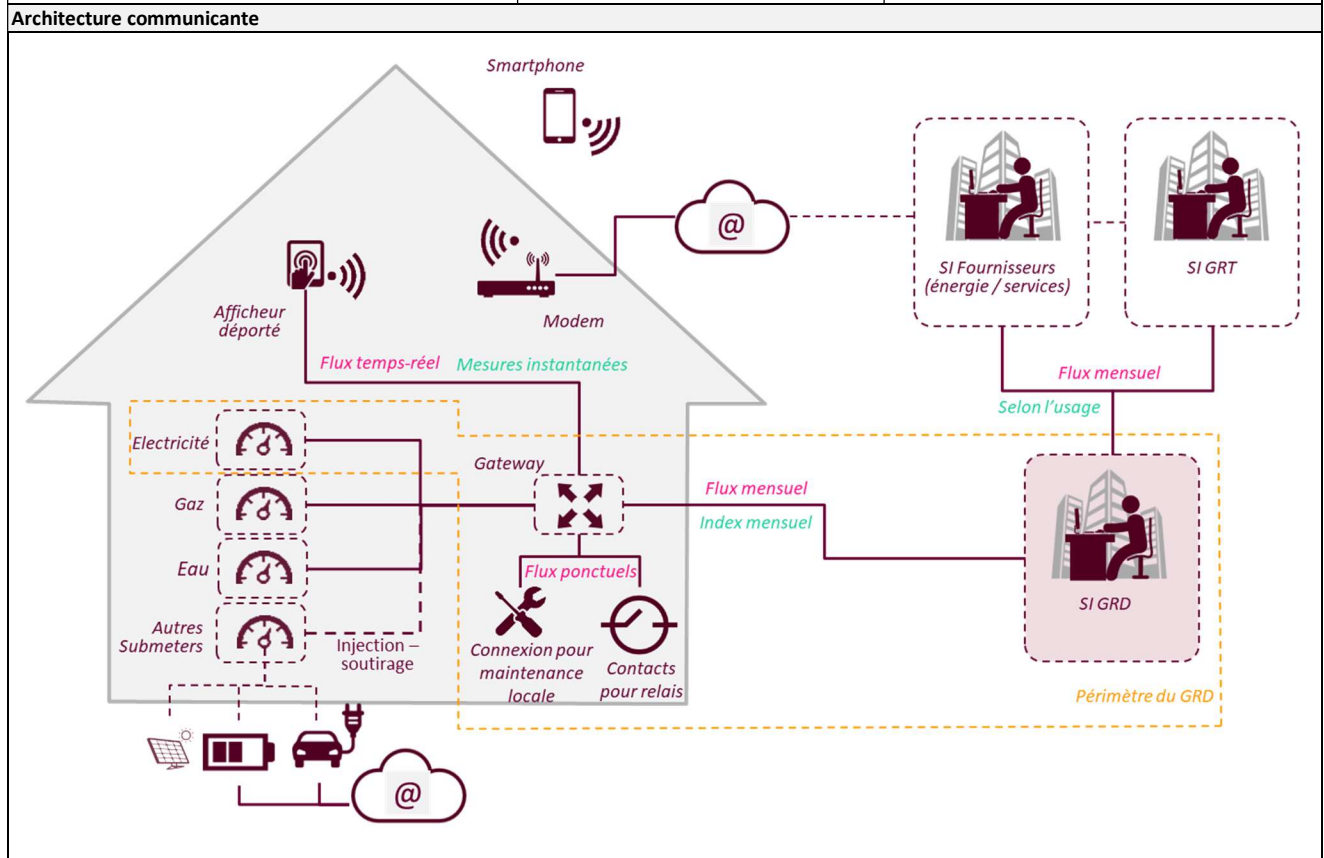 Architecture communicante
Smartphone
@
SI Fournisseurs
(énergie / services)
SI GRT
Afficheur
déporté
Modem
Flux temps-réel
Mesures instantanées
Flux mensuel
Selon l'usage
Electricité
Gateway
Gaz
Flux mensuel
Index mensuel
Eau
Flux ponctuels
SI GRD
Autres
Submeters
Injection –
soutirage
Connexion pour
maintenance
locale
Contacts
pour relais
Périmètre du GRD
@